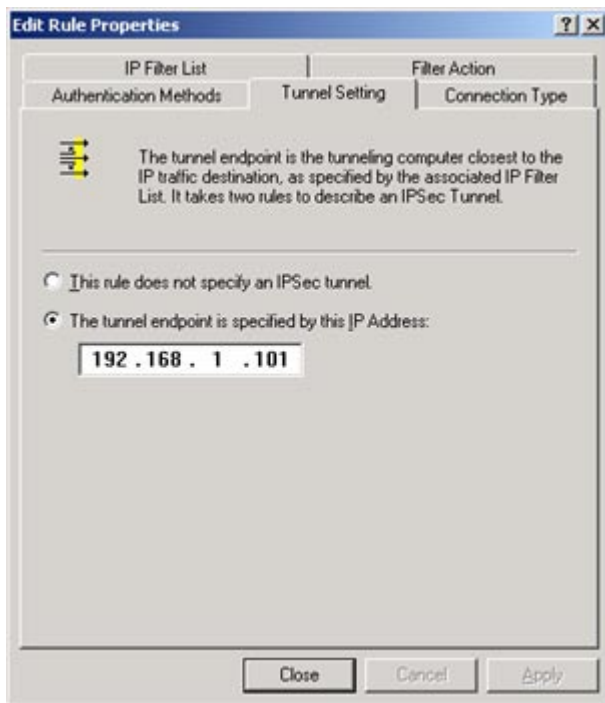 Edit Rule Properties
IP Filter List
Filter Action
Authentication Methods
Tunnel Setting
Connection Type
The tunnel endpoint is the tunneling computer closest to the
IP traffic destination, as specified by the associated IP Filter
List. It takes two rules to describe an IPSec Tunnel.
This rule does not specify an IPSec tunnel.
The tunnel endpoint is specified by this IP Address:
192 . 168 . 1 . 101
Close
Cancel
Apply